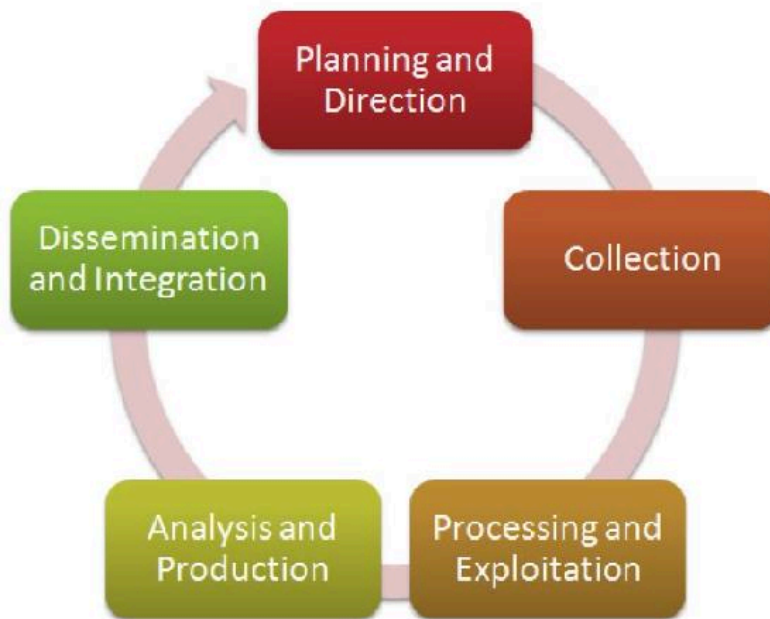 Planning and
Direction
Collection
Processing and
Exploitation
Analysis and
Production
Dissemination
and Integration